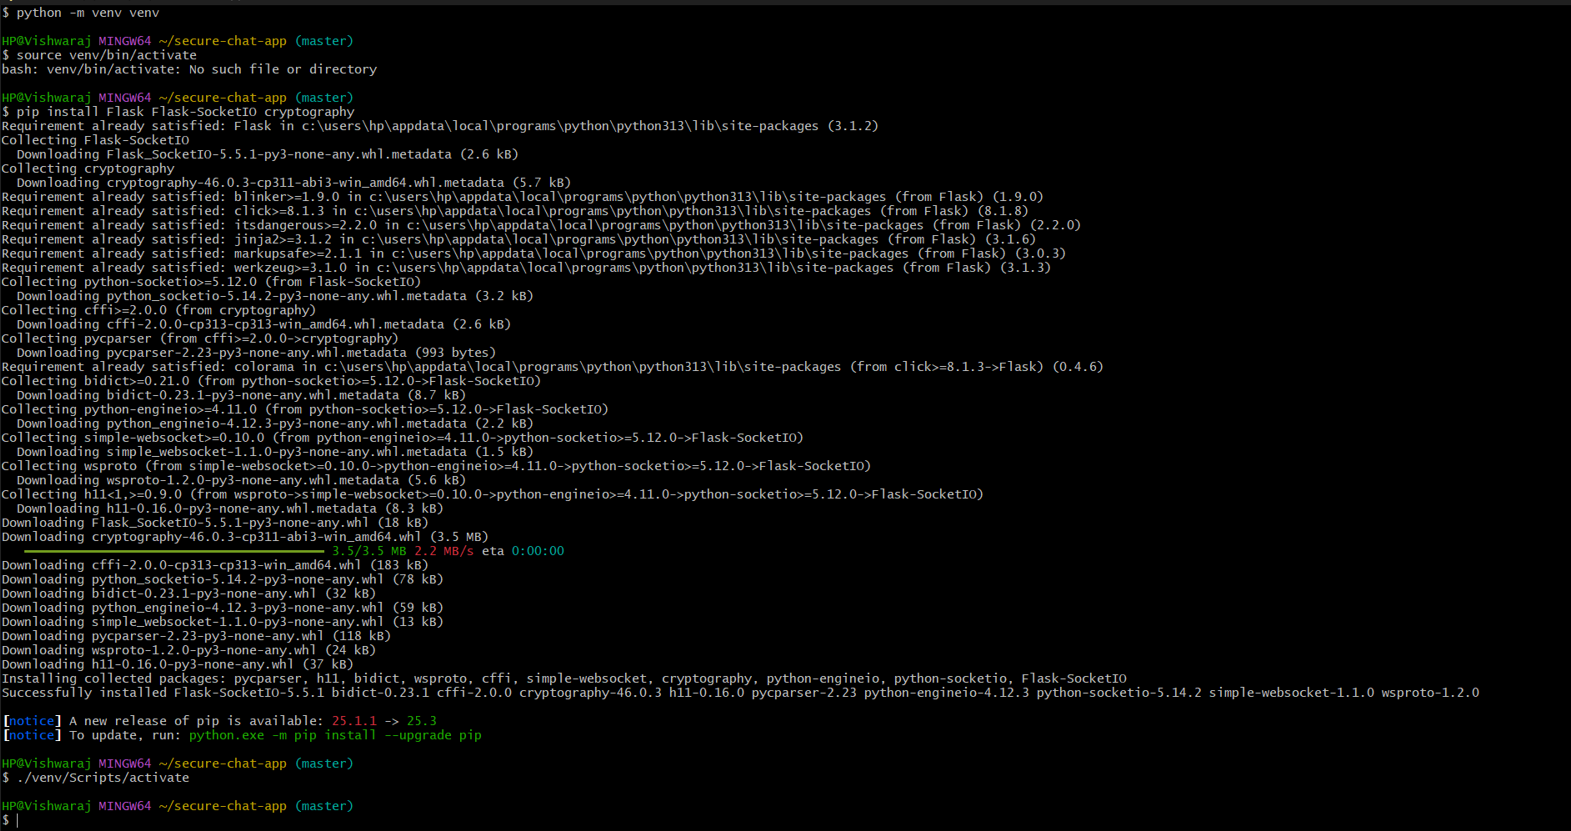 $ python -m venv venv
HP@Vishwaraj MINGW64 ~/secure-chat-app (master)
$ source venv/bin/activate
bash: venv/bin/activate: No such file or directory
HP@Vishwaraj MINGW64 ~/secure-chat-app (master)
$ pip install Flask Flask-SocketIO cryptography
Requirement already satisfied: Flask in c:\users\hp\appdata\local\programs\python\python313\lib\site-packages (3.1.2)
Collecting Flask-SocketIO
  Downloading Flask_SocketIO-5.5.1-py3-none-any.whl.metadata (2.6 kB)
Collecting cryptography
  Downloading cryptography-46.0.3-cp311-abi3-win_amd64.whl.metadata (5.7 kB)
Requirement already satisfied: blinker>=1.9.0 in c:\users\hp\appdata\local\programs\python\python313\lib\site-packages (from Flask) (1.9.0)
Requirement already satisfied: click>=8.1.3 in c:\users\hp\appdata\local\programs\python\python313\lib\site-packages (from Flask) (8.1.8)
Requirement already satisfied: itsdangerous>=2.2.0 in c:\users\hp\appdata\local\programs\python\python313\lib\site-packages (from Flask) (2.2.0)
Requirement already satisfied: jinja2>=3.1.2 in c:\users\hp\appdata\local\programs\python\python313\lib\site-packages (from Flask) (3.1.6)
Requirement already satisfied: markupsafe>=2.1.1 in c:\users\hp\appdata\local\programs\python\python313\lib\site-packages (from Flask) (3.0.3)
Requirement already satisfied: werkzeug>=3.1.0 in c:\users\hp\appdata\local\programs\python\python313\lib\site-packages (from Flask) (3.1.3)
Collecting python-socketio>=5.12.0 (from Flask-SocketIO)
  Downloading python_socketio-5.14.2-py3-none-any.whl.metadata (3.2 kB)
Collecting cffi>=2.0.0 (from cryptography)
  Downloading cffi-2.0.0-cp313-cp313-win_amd64.whl.metadata (2.6 kB)
Collecting pycparser (from cffi>=2.0.0->cryptography)
  Downloading pycparser-2.23-py3-none-any.whl.metadata (993 bytes)
Requirement already satisfied: colorama in c:\users\hp\appdata\local\programs\python\python313\lib\site-packages (from click>=8.1.3->Flask) (0.4.6)
Collecting bidict>=0.21.0 (from python-socketio>=5.12.0->Flask-SocketIO)
  Downloading bidict-0.23.1-py3-none-any.whl.metadata (8.7 kB)
Collecting python-engineio>=4.11.0 (from python-socketio>=5.12.0->Flask-SocketIO)
  Downloading python_engineio-4.12.3-py3-none-any.whl.metadata (2.2 kB)
Collecting simple-websocket>=0.10.0 (from python-engineio>=4.11.0->python-socketio>=5.12.0->Flask-SocketIO)
  Downloading simple_websocket-1.1.0-py3-none-any.whl.metadata (1.5 kB)
Collecting wsproto (from simple-websocket>=0.10.0->python-engineio>=4.11.0->python-socketio>=5.12.0->Flask-SocketIO)
  Downloading wsproto-1.2.0-py3-none-any.whl.metadata (5.6 kB)
Collecting h11<1,>=0.9.0 (from wsproto->simple-websocket>=0.10.0->python-engineio>=4.11.0->python-socketio>=5.12.0->Flask-SocketIO)
  Downloading h11-0.16.0-py3-none-any.whl.metadata (8.3 kB)
Downloading Flask_SocketIO-5.5.1-py3-none-any.whl (18 kB)
Downloading cryptography-46.0.3-cp311-abi3-win_amd64.whl (3.5 MB)
3.5/3.5 MB 2.2 MB/s eta 0:00:00
Downloading cffi-2.0.0-cp313-cp313-win_amd64.whl (183 kB)
Downloading python_socketio-5.14.2-py3-none-any.whl (78 kB)
Downloading bidict-0.23.1-py3-none-any.whl (32 kB)
Downloading python_engineio-4.12.3-py3-none-any.whl (59 kB)
Downloading simple_websocket-1.1.0-py3-none-any.whl (13 kB)
Downloading pycparser-2.23-py3-none-any.whl (118 kB)
Downloading wsproto-1.2.0-py3-none-any.whl (24 kB)
Downloading h11-0.16.0-py3-none-any.whl (37 kB)
Installing collected packages: pycparser, h11, bidict, wsproto, cffi, simple-websocket, cryptography, python-engineio, python-socketio, Flask-SocketIO
Successfully installed Flask-SocketIO-5.5.1 bidict-0.23.1 cffi-2.0.0 cryptography-46.0.3 h11-0.16.0 pycparser-2.23 python-engineio-4.12.3 python-socketio-5.14.2 simple-websocket-1.1.0 wsproto-1.2.0
[notice] A new release of pip is available: 25.1.1 -> 25.3
[notice] To update, run: python.exe -m pip install --upgrade pip
HP@Vishwaraj MINGW64 ~/secure-chat-app (master)
$ ./venv/Scripts/activate
HP@Vishwaraj MINGW64 ~/secure-chat-app (master)
$